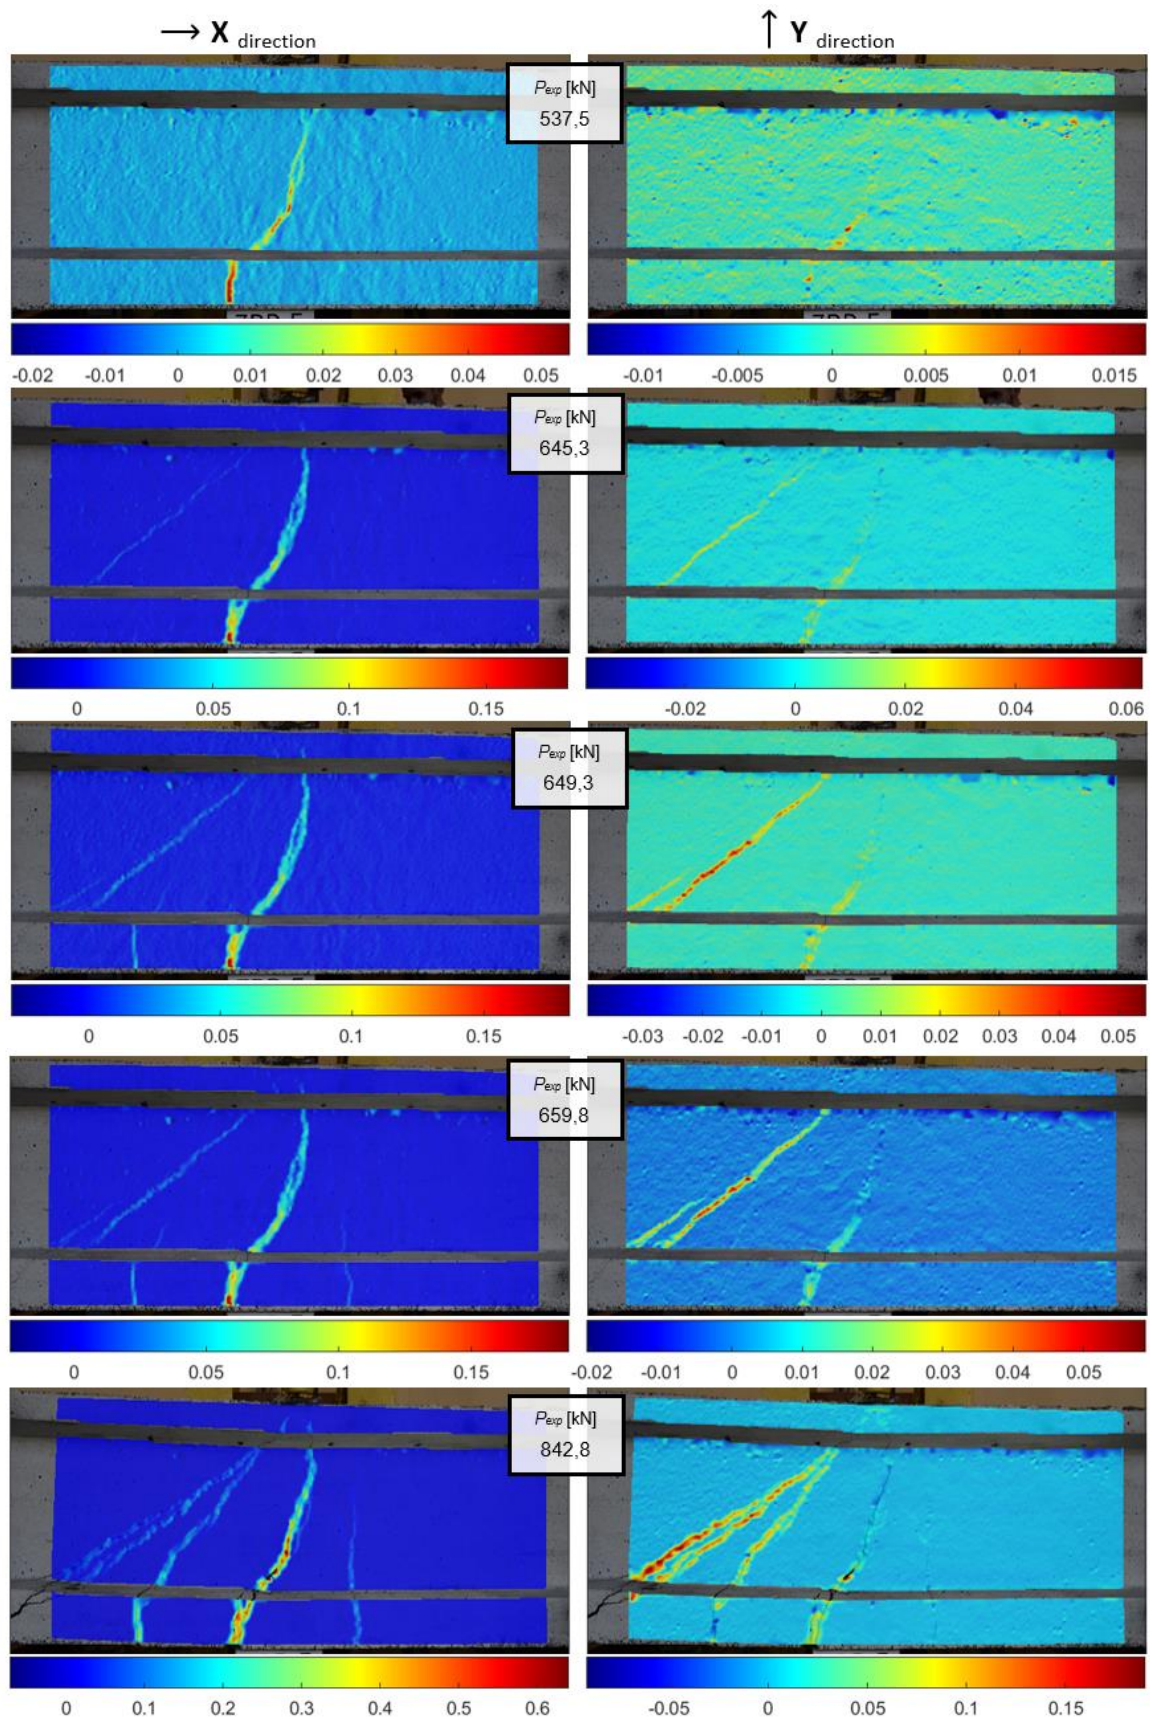 → X direction
↑ Y direction
Pexp [kN]
537,5
-0.02 -0.01 0 0.01 0.02 0.03 0.04 0.05
-0.01 -0.005 0 0.005 0.01 0.015
Pexp [kN]
645,3
0 0.05 0.1 0.15
-0.02 0 0.02 0.04 0.06
Pexp [kN]
649,3
0 0.05 0.1 0.15
-0.03 -0.02 -0.01 0 0.01 0.02 0.03 0.04 0.05
Pexp [kN]
659,8
0 0.05 0.1 0.15
-0.02 -0.01 0 0.01 0.02 0.03 0.04 0.05
Pexp [kN]
842,8
0 0.1 0.2 0.3 0.4 0.5 0.6
-0.05 0 0.05 0.1 0.15